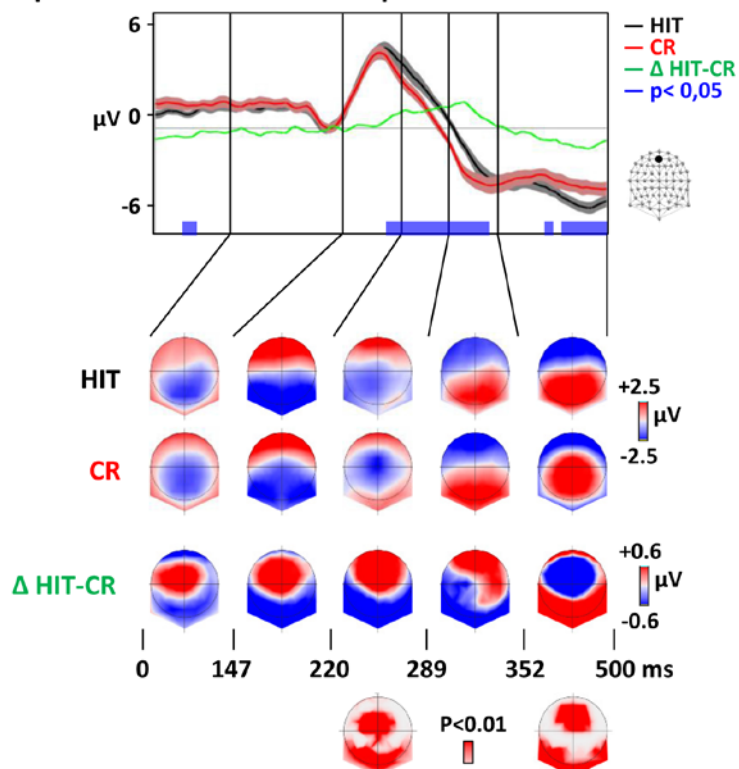 6
HIT
CR
Δ HIT-CR
μV 0
p< 0,05
-6
HIT
+2.5
μV
CR
-2.5
+0.6
Δ HIT-CR
μV
-0.6
0 147 220 289 352 500 ms
P<0.01